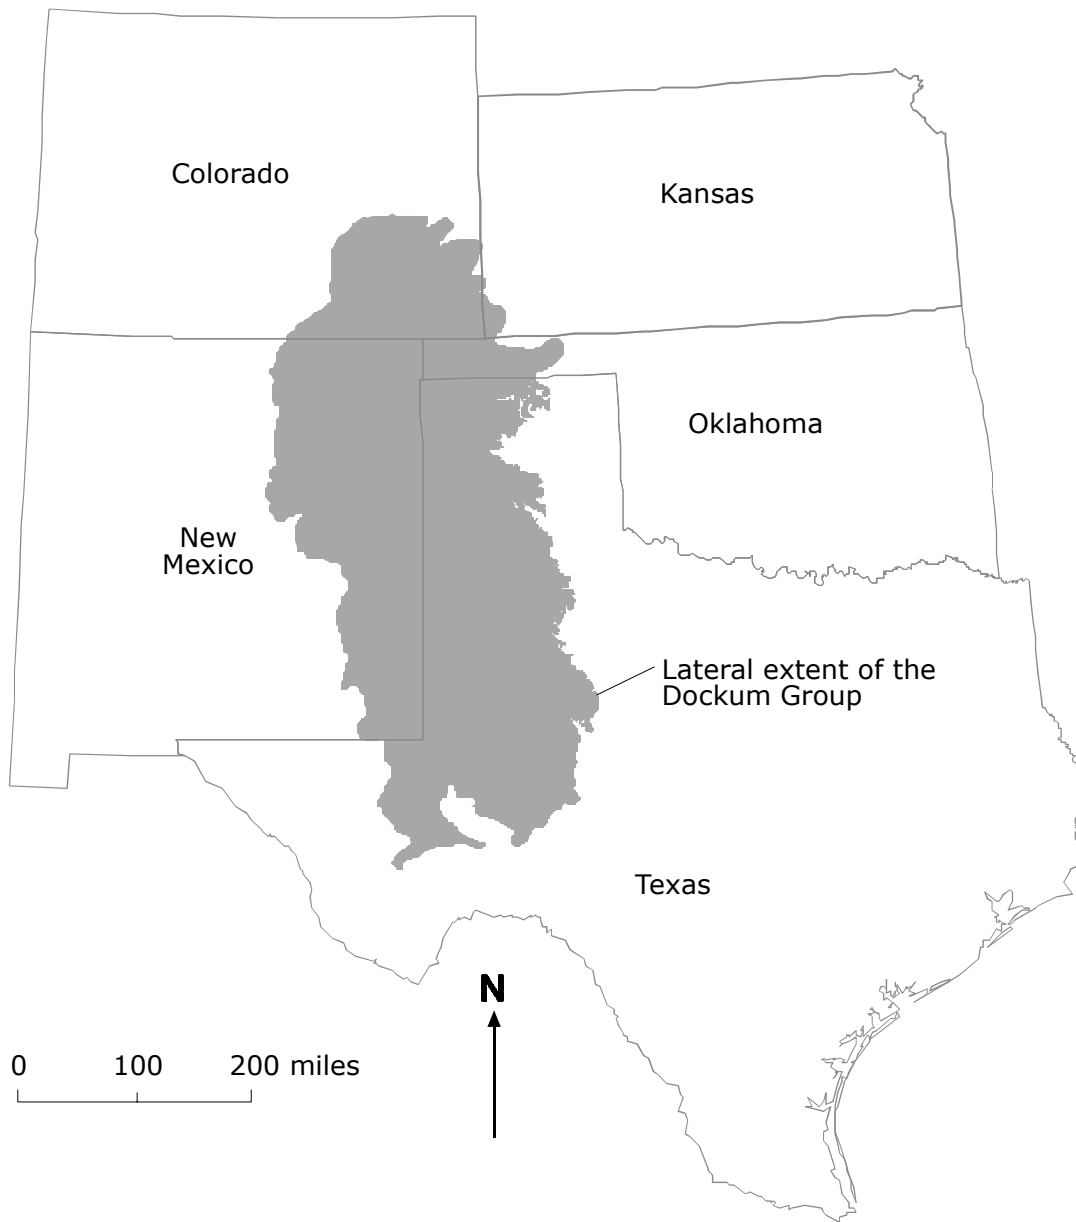 Colorado
Kansas
Oklahoma
New
Mexico
Lateral extent of the
Dockum Group
Texas
N
0 100 200 miles